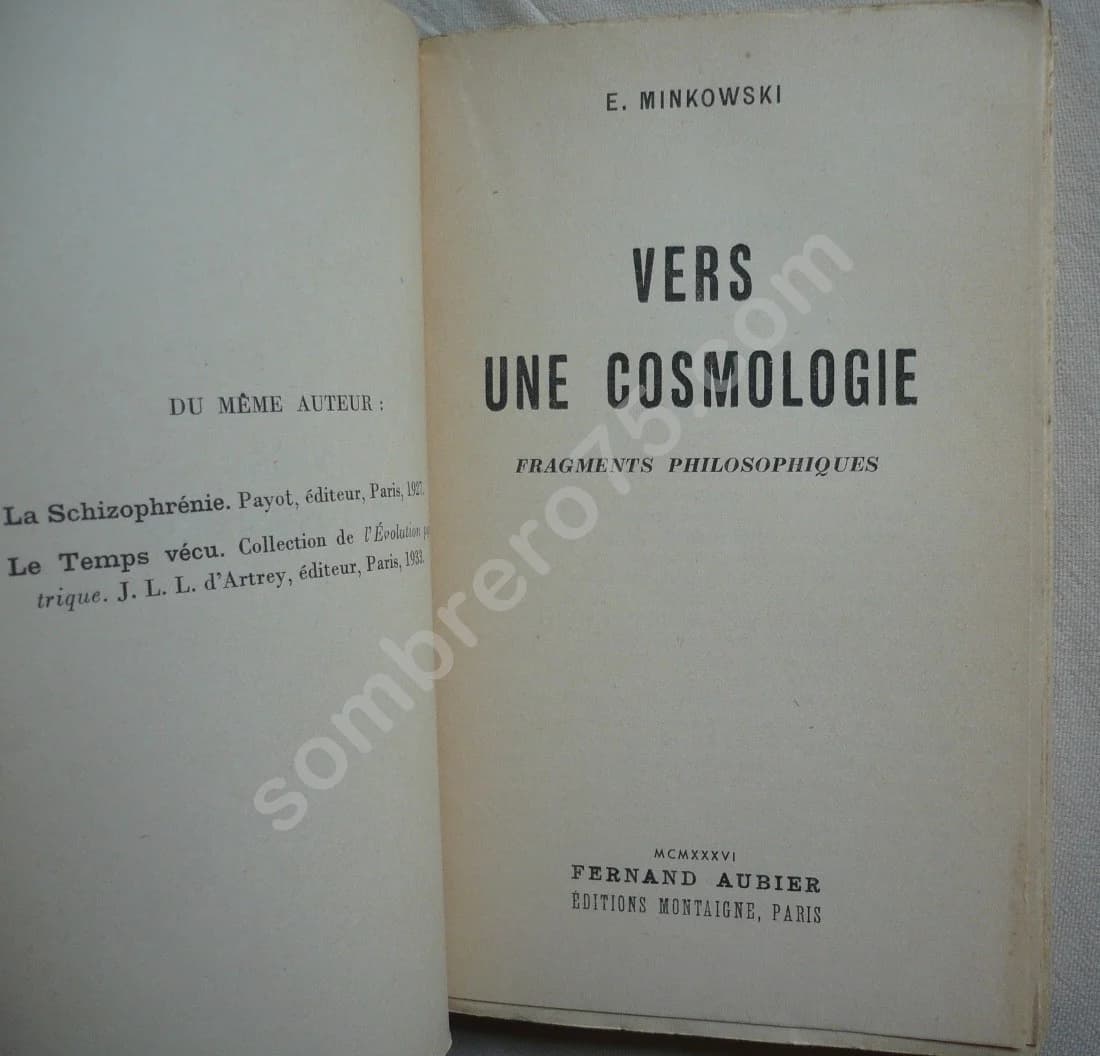 DU MÊME AUTEUR :
La Schizophrénie. Payot, éditeur, Paris, 1927.
Le Temps vécu. Collection de l'Évolution
trique. J. L. L. d'Artrey, éditeur, Paris, 1933.
E. MINKOWSKI
VERS
UNE COSMOLOGIE
FRAGMENTS PHILOSOPHIQUES
MCMXXXVI
FERNAND AUBIER
ÉDITIONS MONTAIGNE, PARIS
sombrero75.com